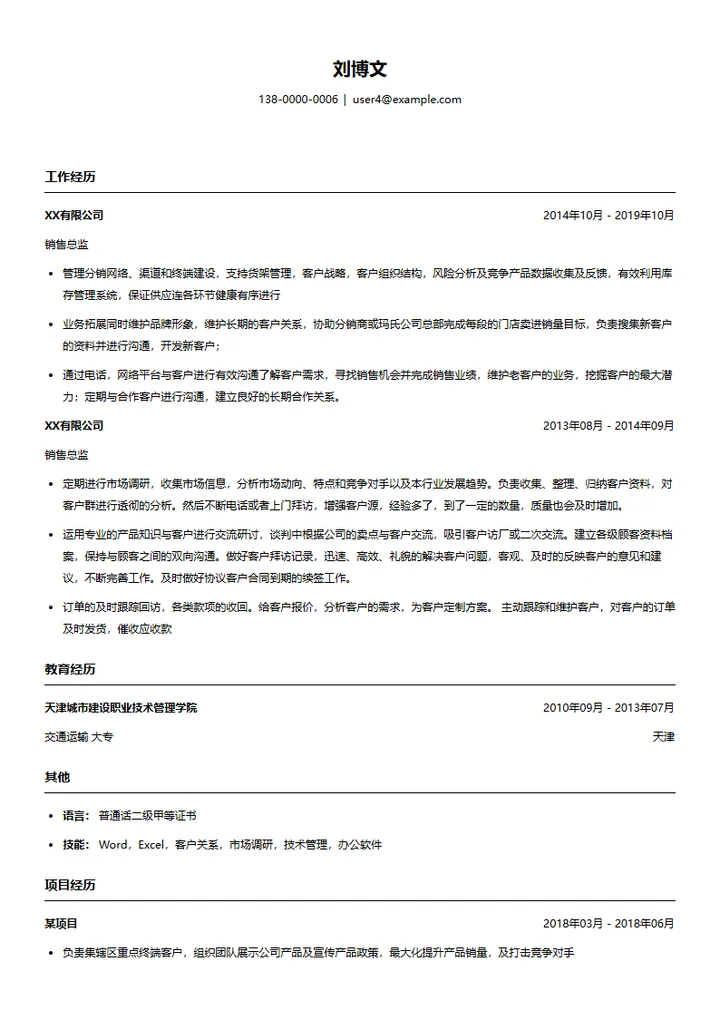 刘博文
138-0000-0006 | user4@example.com
工作经历
XX有限公司 2014年10月 - 2019年10月
销售总监
• 管理分销网络、渠道和终端建设，支持货架管理，客户战略，客户组织结构，风险分析及竞争产品数据收集及反馈，有效利用库
存管理系统，保证供应连各环节健康有序进行
• 业务拓展同时维护品牌形象，维护长期的客户关系，协助分销商或玛氏公司总部完成每段的门店卖进销量目标，负责搜集新客户
的资料并进行沟通，开发新客户；
• 通过电话，网络平台与客户进行有效沟通了解客户需求，寻找销售机会并完成销售业绩，维护老客户的业务，挖掘客户的最大潜
力；定期与合作客户进行沟通，建立良好的长期合作关系。
XX有限公司 2013年08月 - 2014年09月
销售总监
• 定期进行市场调研，收集市场信息，分析市场动向、特点和竞争对手以及本行业发展趋势。负责收集、整理、归纳客户资料，对
客户群进行透彻的分析。然后不断电话或者上门拜访，增强客户源，经验多了，到了一定的数量，质量也会及时增加。
• 运用专业的产品知识与客户进行交流研讨，谈判中根据公司的卖点与客户交流，吸引客户访厂或二次交流。建立各级顾客资料档
案，保持与顾客之间的双向沟通。做好客户拜访记录，迅速、高效、礼貌的解决客户问题，客观、及时的反映客户的意见和建
议，不断完善工作。及时做好协议客户合同到期的续签工作。
• 订单的及时跟踪回访，各类款项的收回。给客户报价，分析客户的需求，为客户定制方案。 主动跟踪和维护客户，对客户的订单
及时发货，催收应收款
教育经历
天津城市建设职业技术管理学院 2010年09月 - 2013年07月
交通运输 大专 天津
其他
• 语言： 普通话二级甲等证书
• 技能： Word，Excel，客户关系，市场调研，技术管理，办公软件
项目经历
某项目 2018年03月 - 2018年06月
• 负责集辖区重点终端客户，组织团队展示公司产品及宣传产品政策，最大化提升产品销量，及打击竞争对手